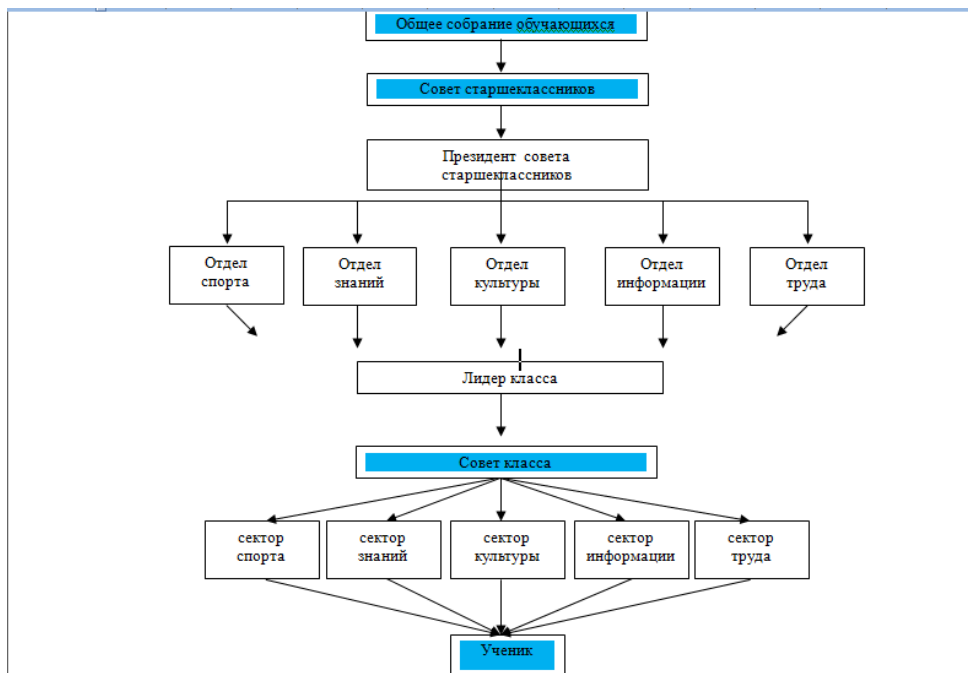 Общее собрание обучающихся
Совет старшеклассников
Президент совета
старшеклассников
Отдел
спорта
Отдел
знаний
Отдел
культуры
Отдел
информации
Отдел
труда
Лидер класса
Совет класса
сектор
спорта
сектор
знаний
сектор
культуры
сектор
информации
сектор
труда
Ученик